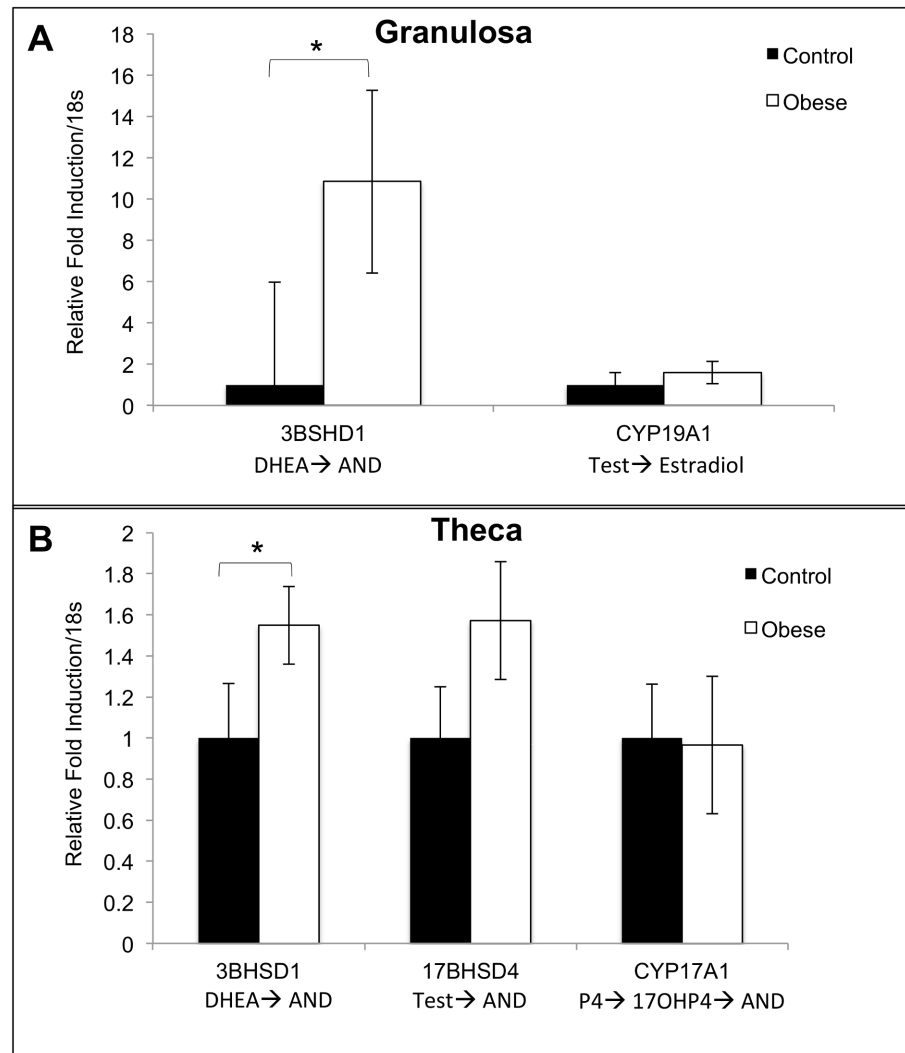 A
Granulosa
*
Control
Obese
Relative Fold Induction/18s
18
16
14
12
10
8
6
4
2
0
3BSHD1
CYP19A1
DHEA→ AND
Test→ Estradiol
B
Theca
*
Control
Obese
Relative Fold Induction/18s
2
1.8
1.6
1.4
1.2
1
0.8
0.6
0.4
0.2
0
3BHSD1
17BHSD4
CYP17A1
DHEA→ AND
Test→ AND
P4→ 17OHP4→ AND